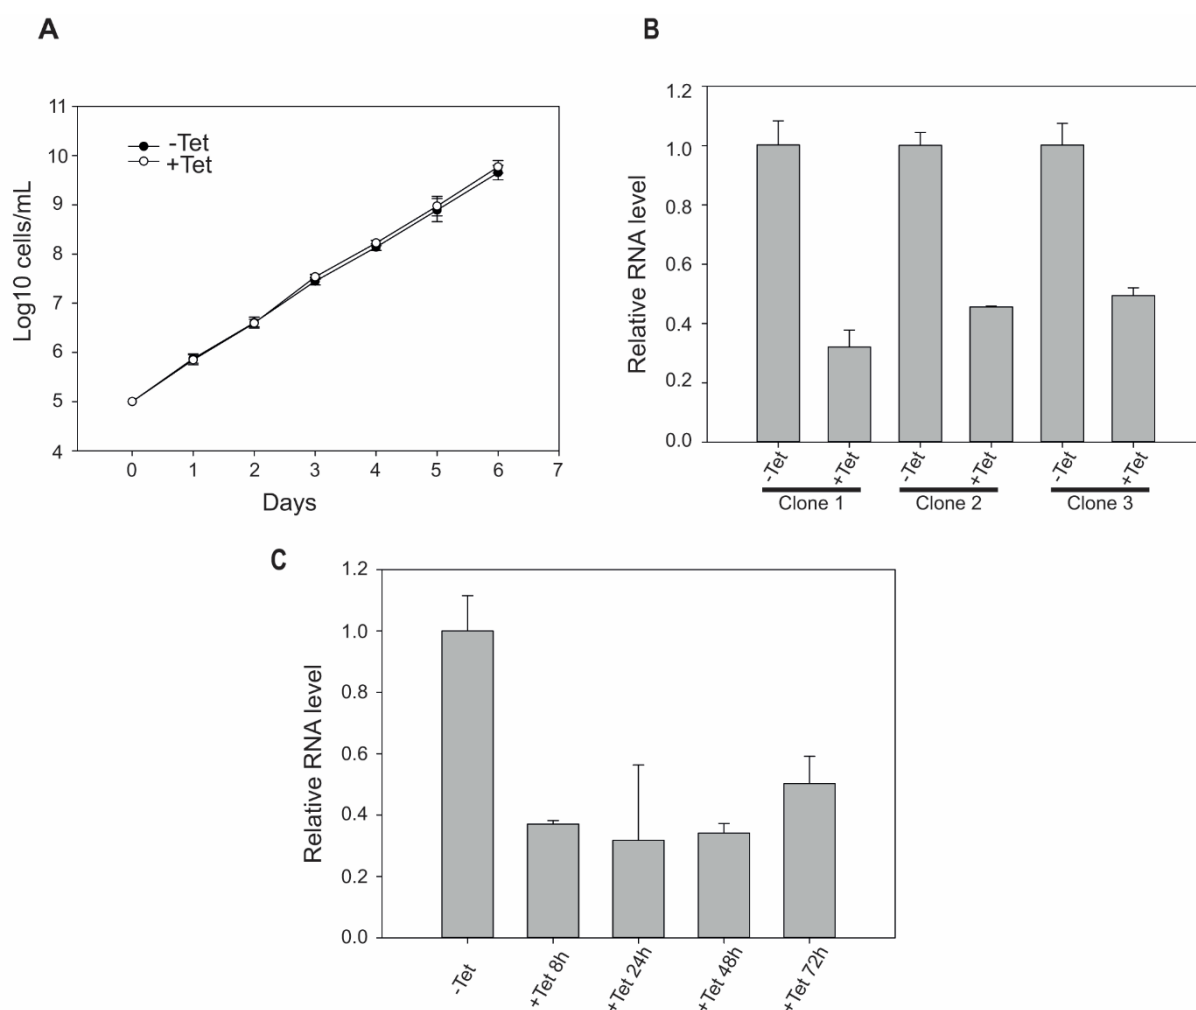 A
11
10
9
8
7
6
5
4
Log10 cells/mL
-Tet
+Tet
0 1 2 3 4 5 6 7
Days
B
1.2
1.0
0.8
0.6
0.4
0.2
0.0
Relative RNA level
-Tet +Tet -Tet +Tet -Tet +Tet
Clone 1 Clone 2 Clone 3
C
1.2
1.0
0.8
0.6
0.4
0.2
0.0
Relative RNA level
-Tet +Tet 8h +Tet 24h +Tet 48h +Tet 72h